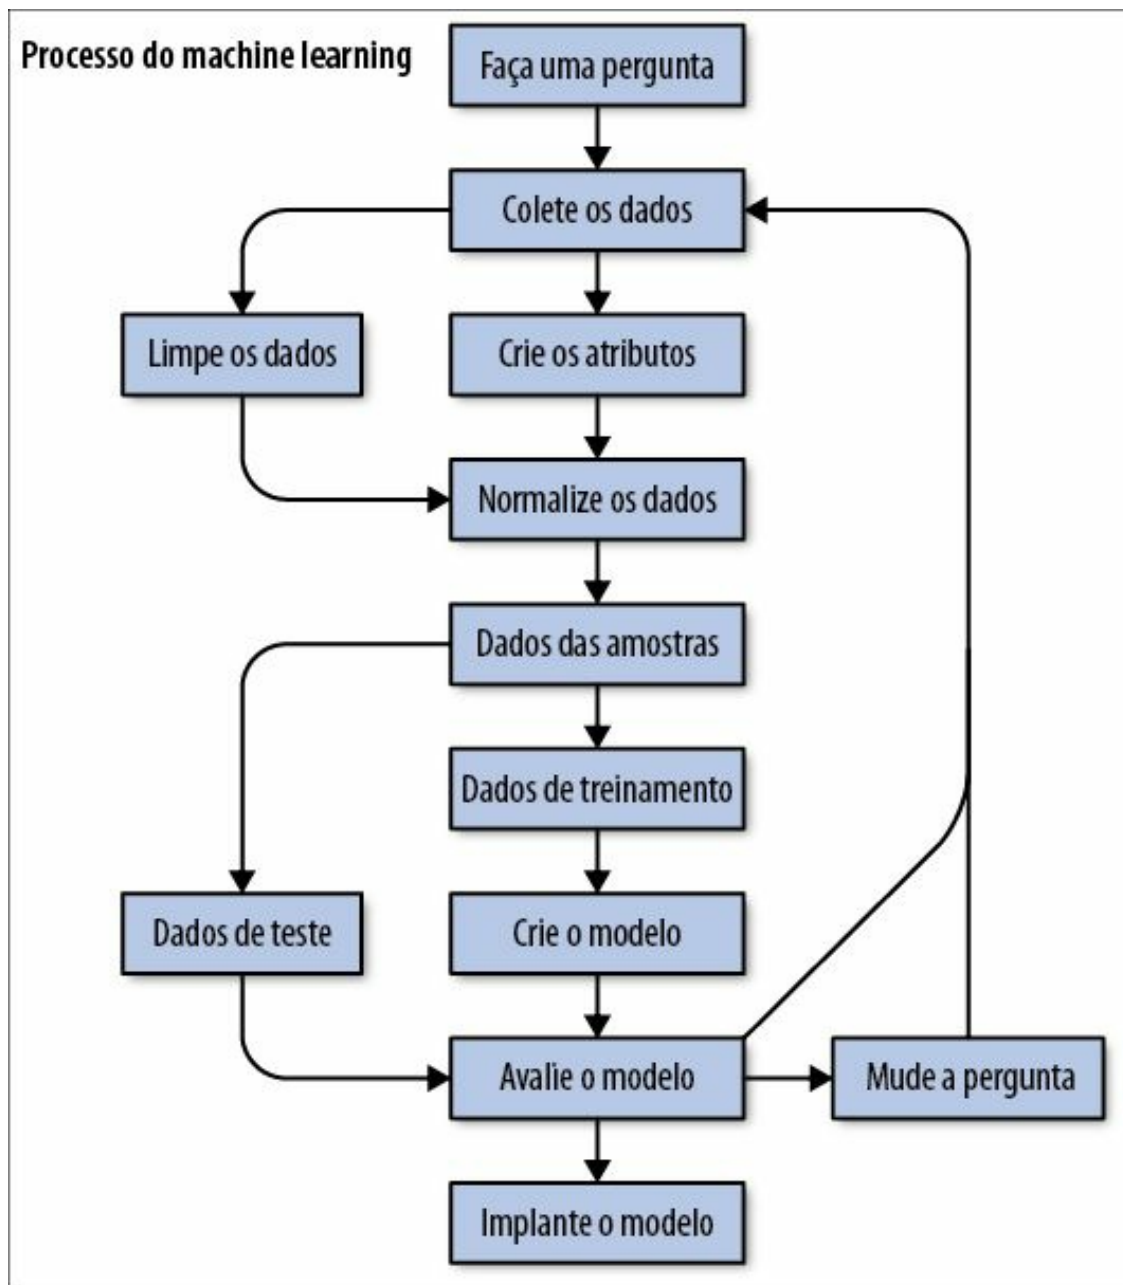 Processo do machine learning
Faça uma pergunta
Colete os dados
Limpe os dados
Crie os atributos
Normalize os dados
Dados das amostras
Dados de treinamento
Dados de teste
Crie o modelo
Avalie o modelo
Mude a pergunta
Implante o modelo